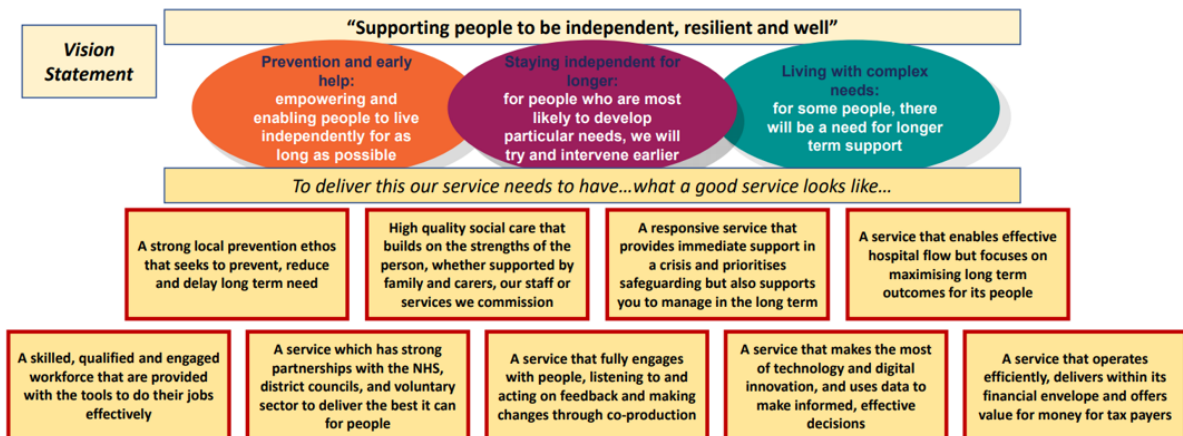 Vision
Statement
“Supporting people to be independent, resilient and well”
Prevention and early
help:
empowering and
enabling people to live
independently for as
long as possible
Staying independent for
longer:
for people who are most
likely to develop
particular needs, we will
try and intervene earlier
Living with complex
needs:
for some people, there
will be a need for longer
term support
To deliver this our service needs to have…what a good service looks like…
A strong local prevention ethos
that seeks to prevent, reduce
and delay long term need
High quality social care that
builds on the strengths of the
person, whether supported by
family and carers, our staff or
services we commission
A responsive service that
provides immediate support in
a crisis and prioritises
safeguarding but also supports
you to manage in the long term
A service that enables effective
hospital flow but focuses on
maximising long term
outcomes for its people
A skilled, qualified and engaged
workforce that are provided
with the tools to do their jobs
effectively
A service which has strong
partnerships with the NHS,
district councils, and voluntary
sector to deliver the best it can
for people
A service that fully engages
with people, listening to and
acting on feedback and making
changes through co-production
A service that makes the most
of technology and digital
innovation, and uses data to
make informed, effective
decisions
A service that operates
efficiently, delivers within its
financial envelope and offers
value for money for tax payers